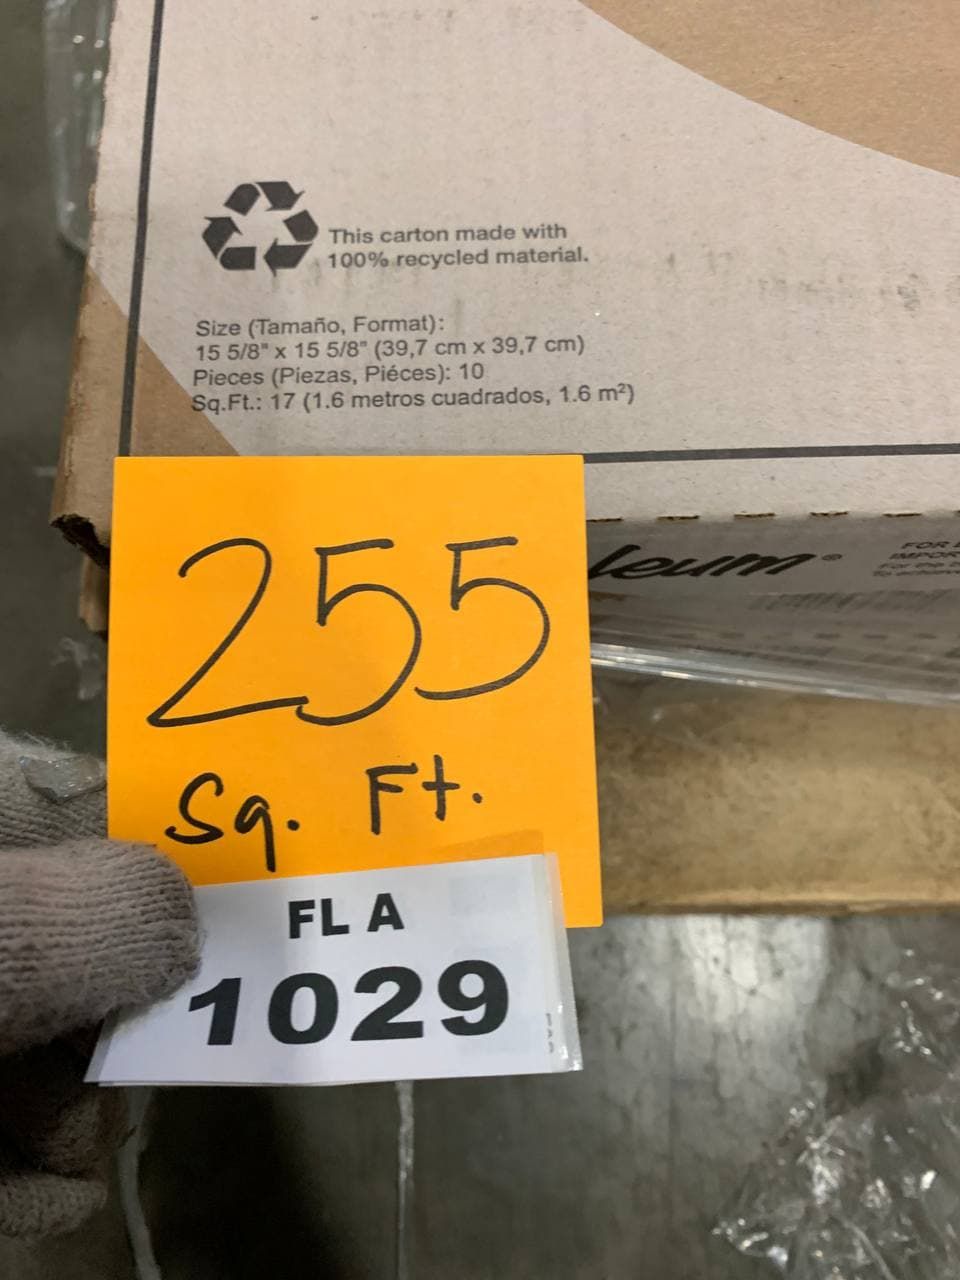 This carton made with
100% recycled material.
Size (Tamaño, Format):
15 5/8" x 15 5/8" (39,7 cm x 39,7 cm)
Pieces (Piezas, Piéces): 10
Sq.Ft.: 17 (1.6 metros cuadrados, 1.6 m²)
leum®
FOR
255
Sq. Ft.
FL A
1029